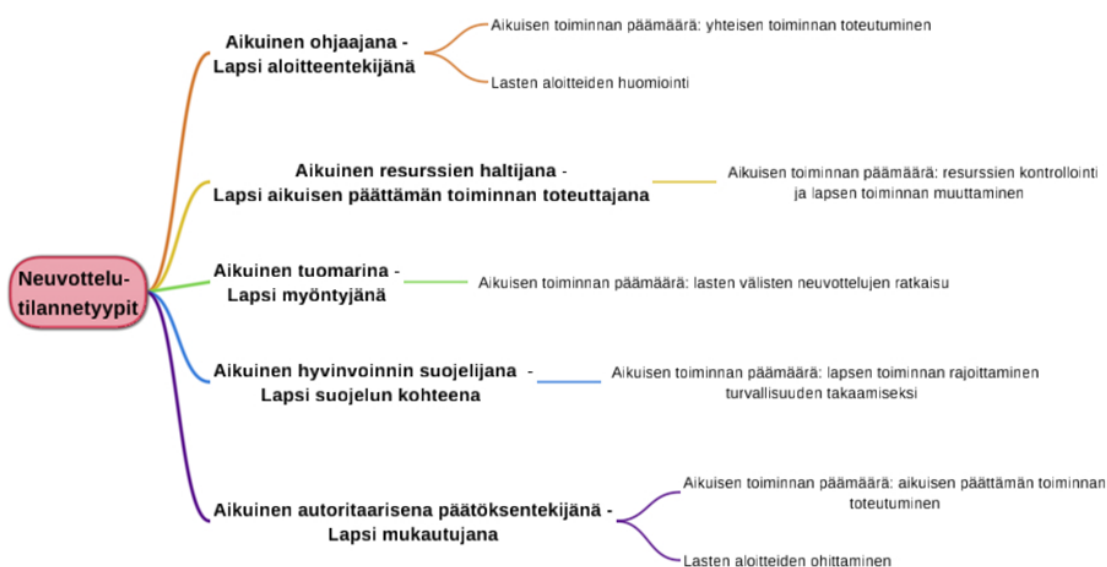 Neuvottelu-
tilannetyypit
Aikuinen ohjaajana -
Lapsi aloitteentekijänä
Aikuisen toiminnan päämäärä: yhteisen toiminnan toteutuminen
Lasten aloitteiden huomiointi
Aikuinen resurssien haltijana -
Lapsi aikuisen päättämän toiminnan toteuttajana
Aikuisen toiminnan päämäärä: resurssien kontrollointi
ja lapsen toiminnan muuttaminen
Aikuinen tuomarina -
Lapsi myöntyjänä
Aikuisen toiminnan päämäärä: lasten välisten neuvottelujen ratkaisu
Aikuinen hyvinvoinnin suojelijana -
Lapsi suojelun kohteena
Aikuisen toiminnan päämäärä: lapsen toiminnan rajoittaminen
turvallisuuden takaamiseksi
Aikuinen autoritaarisena päätöksentekijänä -
Lapsi mukautujana
Aikuisen toiminnan päämäärä: aikuisen päättämän toiminnan
toteutuminen
Lasten aloitteiden ohittaminen